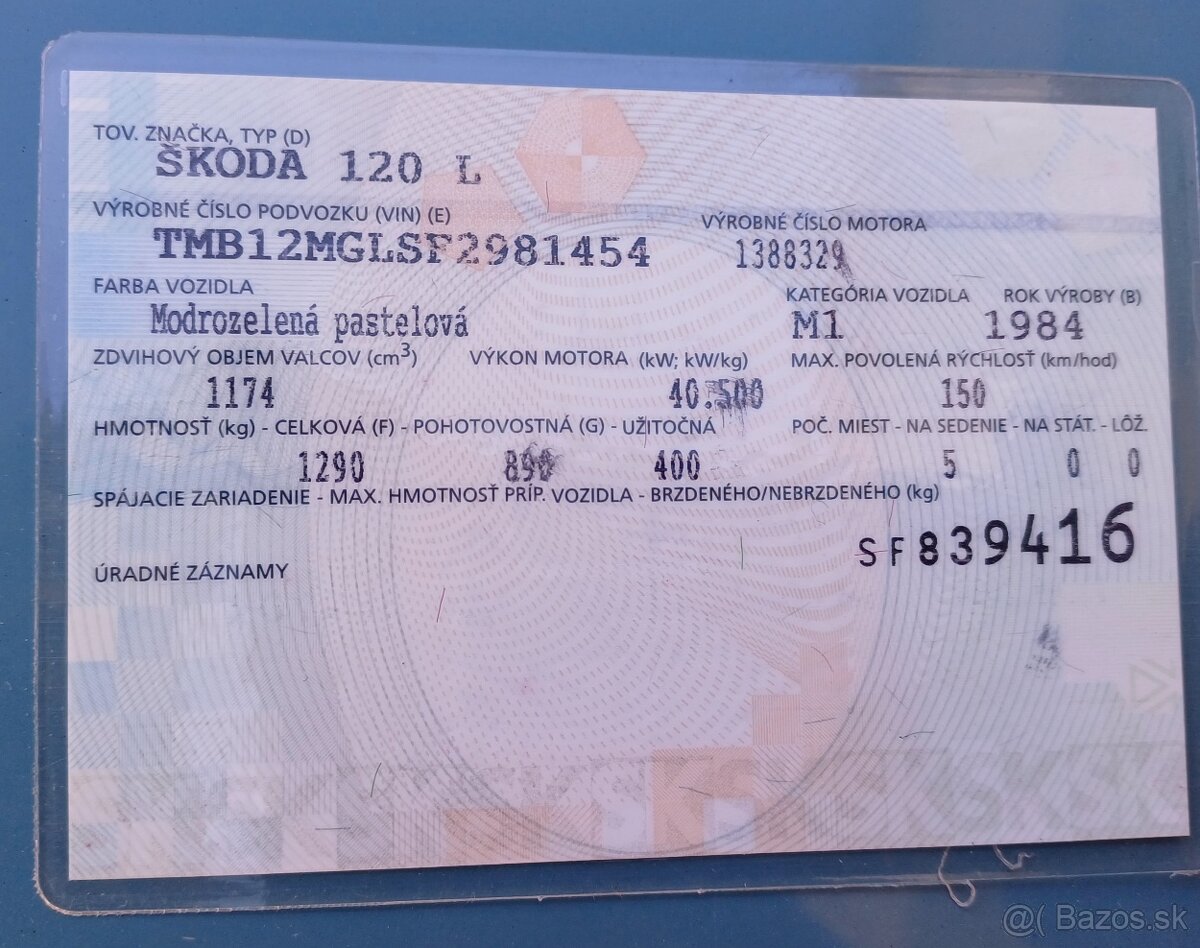 TOV. ZNAČKA, TYP (D)
ŠKODA 120 L
VÝROBNÉ ČÍSLO PODVOZKU (VIN) (E) VÝROBNÉ ČÍSLO MOTORA
TMB12MGLSF2981454 1388329
FARBA VOZIDLA KATEGÓRIA VOZIDLA ROK VÝROBY (B)
Modrozelená pastelová M1 1984
ZDVIHOVÝ OBJEM VALCOV (cm³) VÝKON MOTORA (kW; kW/kg) MAX. POVOLENÁ RÝCHLOSŤ (km/hod)
1174 40.500 150
HMOTNOSŤ (kg) - CELKOVÁ (F) - POHOTOVOSTNÁ (G) - UŽITOČNÁ POČ. MIEST - NA SEDENIE - NA STÁT. - LÔŽ.
1290 890 400 5 0 0
SPÁJACIE ZARIADENIE - MAX. HMOTNOSŤ PRÍP. VOZIDLA - BRZDENÉHO/NEBRZDENÉHO (kg)
SF839416
ÚRADNÉ ZÁZNAMY
@( Bazos.sk